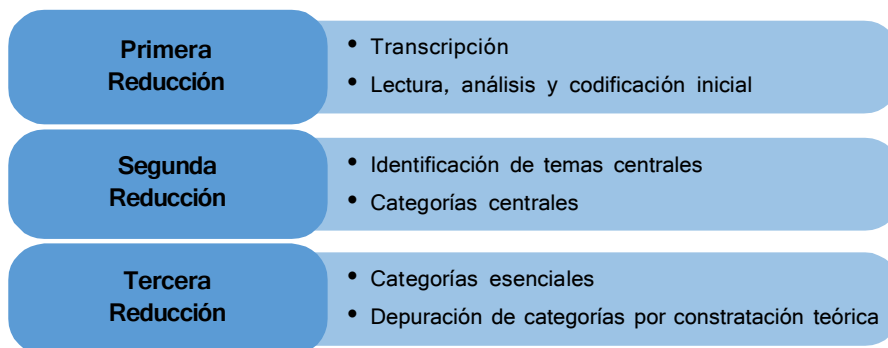 Primera
Reducción
• Transcripción
• Lectura, análisis y codificación inicial
Segunda
Reducción
• Identificación de temas centrales
• Categorías centrales
Tercera
Reducción
• Categorías esenciales
• Depuración de categorías por constratación teórica